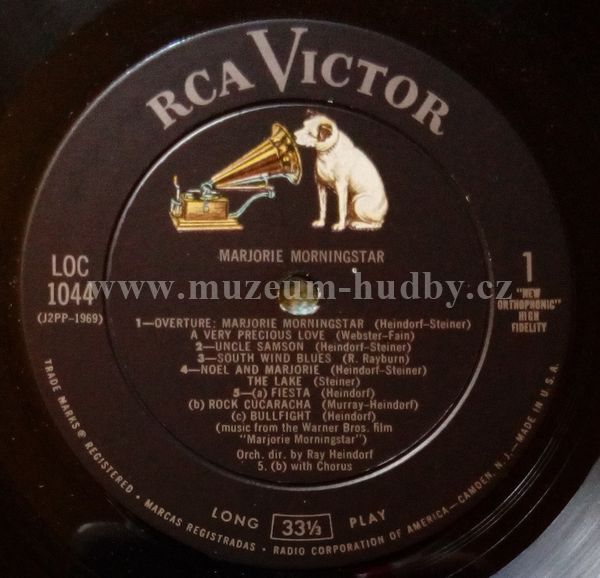 RCA VICTOR
MARJORIE MORNINGSTAR
LOC
1044
(J2PP-1969)
1
"NEW
ORTHOPHONIC"
HIGH
FIDELITY
www.muzeum-hudby.cz
1—OVERTURE: MARJORIE MORNINGSTAR (Heindorf-Steiner)
A VERY PRECIOUS LOVE (Webster-Fain)
2—UNCLE SAMSON (Heindorf-Steiner)
3—SOUTH WIND BLUES (R. Rayburn)
4—NOEL AND MARJORIE (Heindorf-Steiner)
THE LAKE (Steiner)
5—(a) FIESTA (Heindorf)
(b) ROCK CUCARACHA (Murray-Heindorf)
(c) BULLFIGHT (Heindorf)
(music from the Warner Bros. film
"Marjorie Morningstar")
Orch. dir. by Ray Heindorf
5. (b) with Chorus
LONG 33⅓ PLAY
TRADE MARKS ® REGISTERED • MARCAS REGISTRADAS • RADIO CORPORATION OF AMERICA—CAMDEN, N. J.—MADE IN U.S.A.